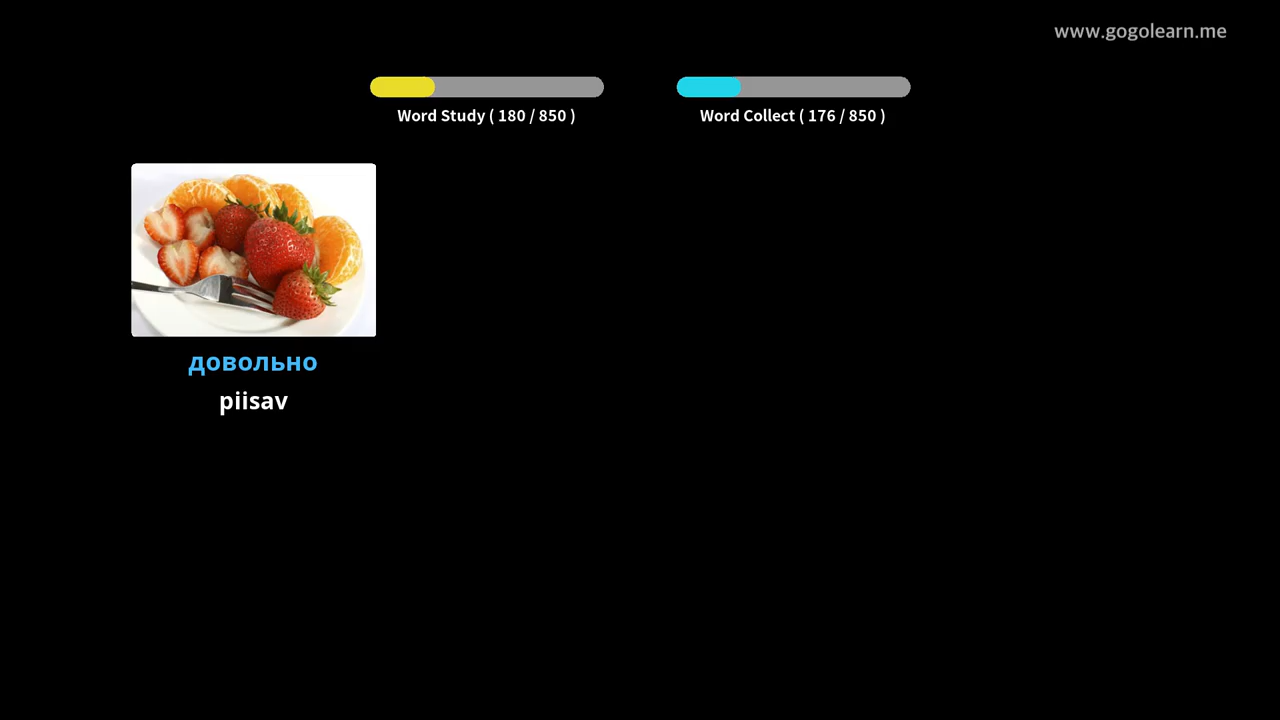 www.gogolearn.me
Word Study ( 180 / 850 )
Word Collect ( 176 / 850 )
довольно
piisav